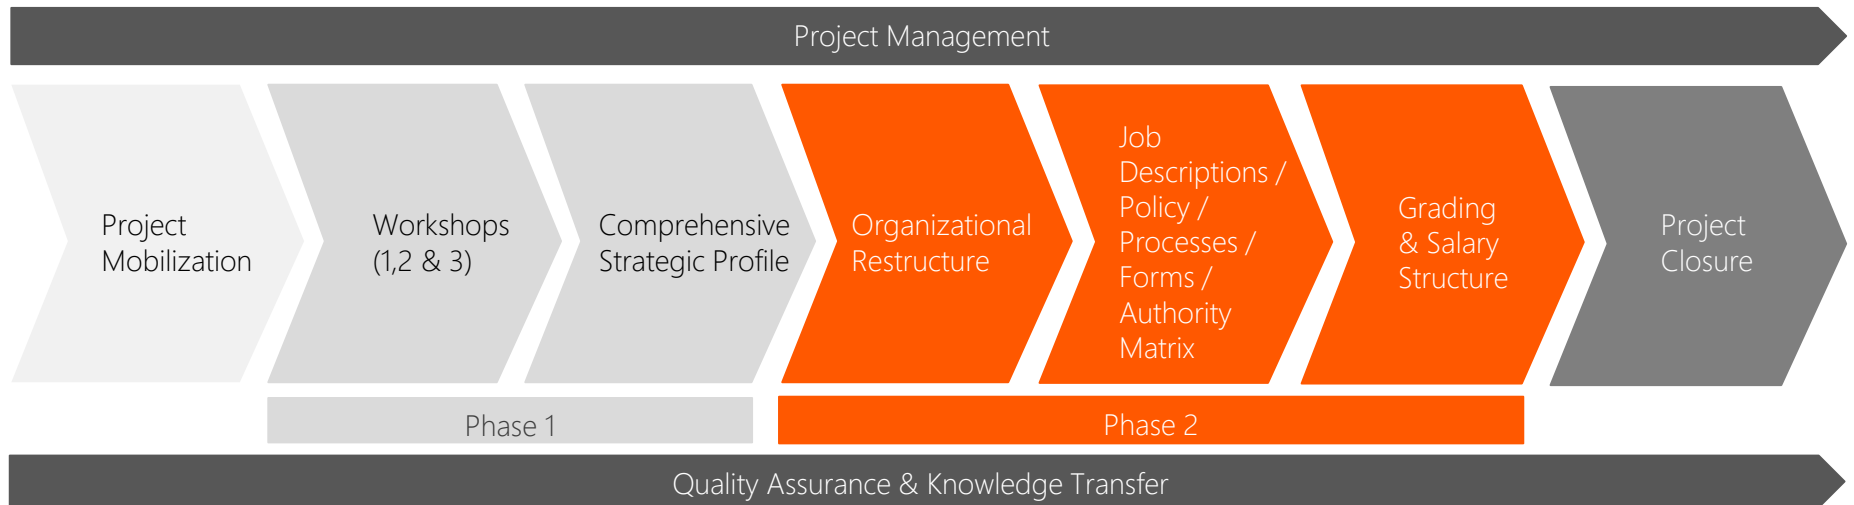 Project Management
Project
Mobilization
Workshops
(1,2 & 3)
Comprehensive
Strategic Profile
Organizational
Restructure
Job
Descriptions /
Policy /
Processes /
Forms /
Authority
Matrix
Grading
& Salary
Structure
Project
Closure
Phase 1
Phase 2
Quality Assurance & Knowledge Transfer